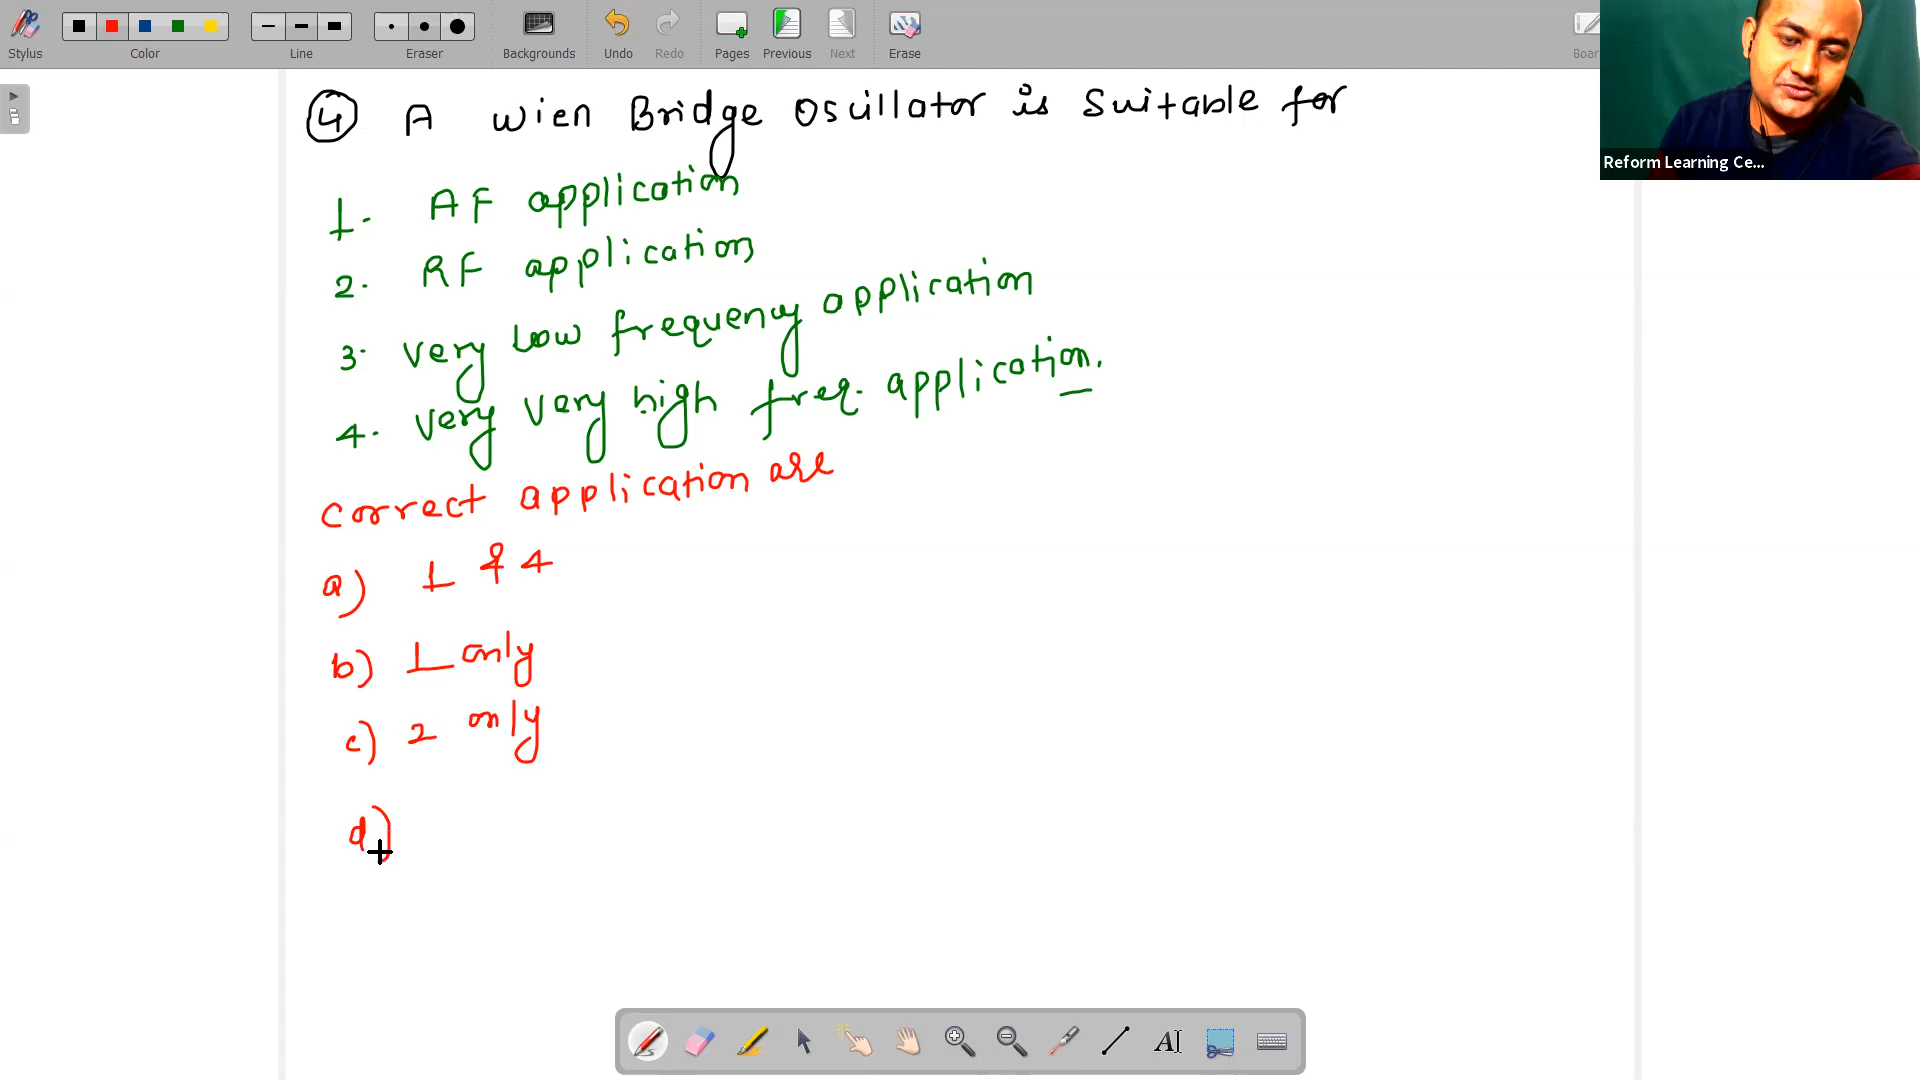 Stylus
Color
Line
Eraser
Backgrounds
Undo
Redo
Pages
Previous
Next
Erase
Boar
Reform Learning Ce...
4 A Wien Bridge Oscillator is Suitable for
1. AF application
2. RF application
3. Very Low frequency application
4. Very Very high freq. application.
Correct application are
a) 1 & 4
b) 1 only
c) 2 only
d)